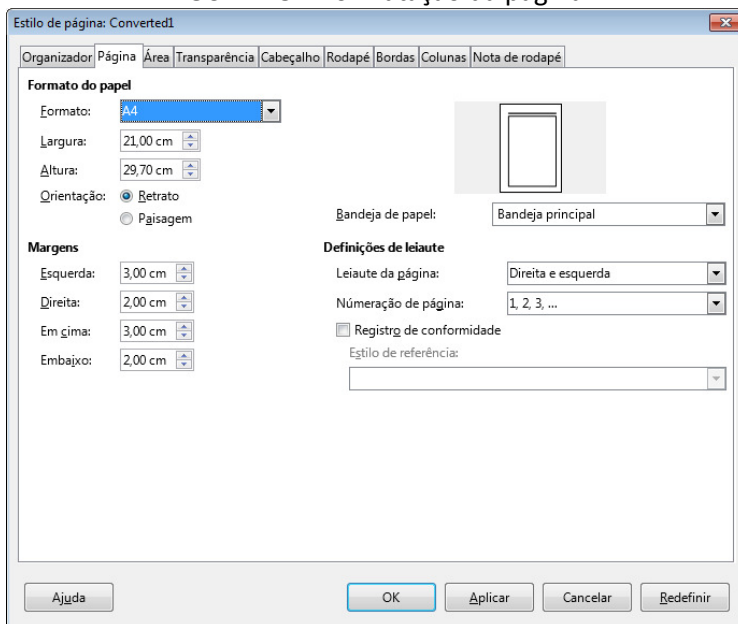 Estilo de página: Converted1
Organizador Página Área Transparência Cabeçalho Rodapé Bordas Colunas Nota de rodapé
Formato do papel
Formato: A4
Largura: 21,00 cm
Altura: 29,70 cm
Orientação: Retrato
Paisagem
Bandeja de papel: Bandeja principal
Margens
Esquerda: 3,00 cm
Direita: 2,00 cm
Em cima: 3,00 cm
Embaixo: 2,00 cm
Definições de leiaute
Leiaute da página: Direita e esquerda
Númeração de página: 1, 2, 3, ...
Registro de conformidade
Estilo de referência:
Ajuda OK Aplicar Cancelar Redefinir